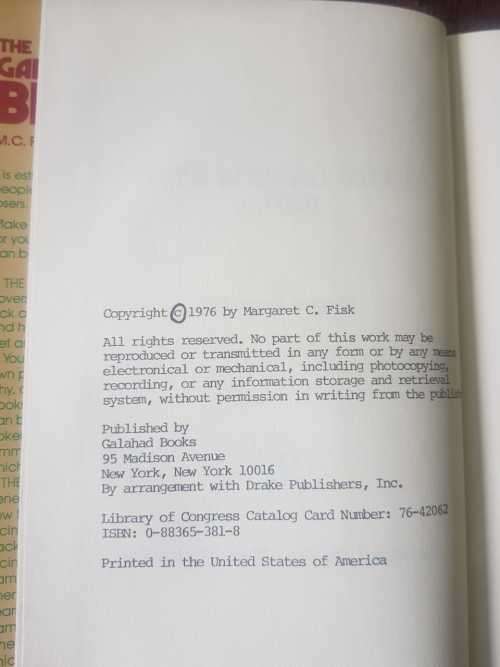 THE
M.C.
Copyright © 1976 by Margaret C. Fisk
All rights reserved. No part of this work may be
reproduced or transmitted in any form or by any means
electronical or mechanical, including photocopying,
recording, or any information storage and retrieval
system, without permission in writing from the
Published by
Galahad Books
95 Madison Avenue
New York, New York 10016
By arrangement with Drake Publishers, Inc.
Library of Congress Catalog Card Number: 76-42062
ISBN: 0-88365-381-8
Printed in the United States of America